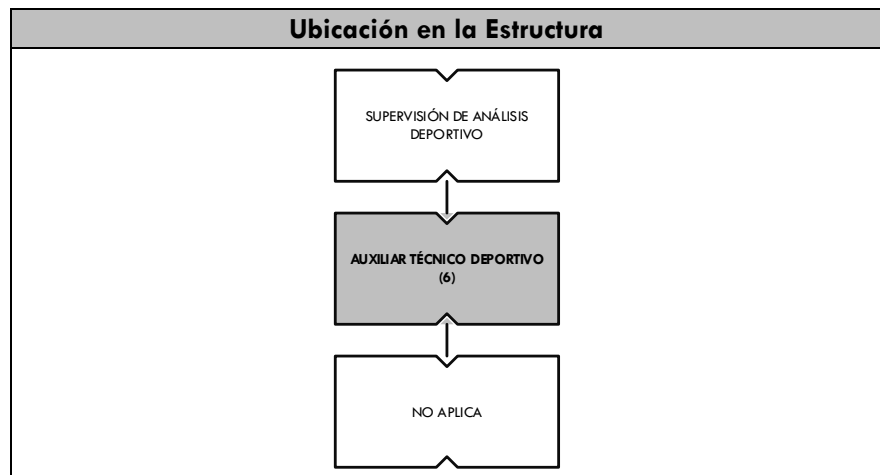 Ubicación en la Estructura
SUPERVISIÓN DE ANÁLISIS
DEPORTIVO
AUXILIAR TÉCNICO DEPORTIVO
(6)
NO APLICA